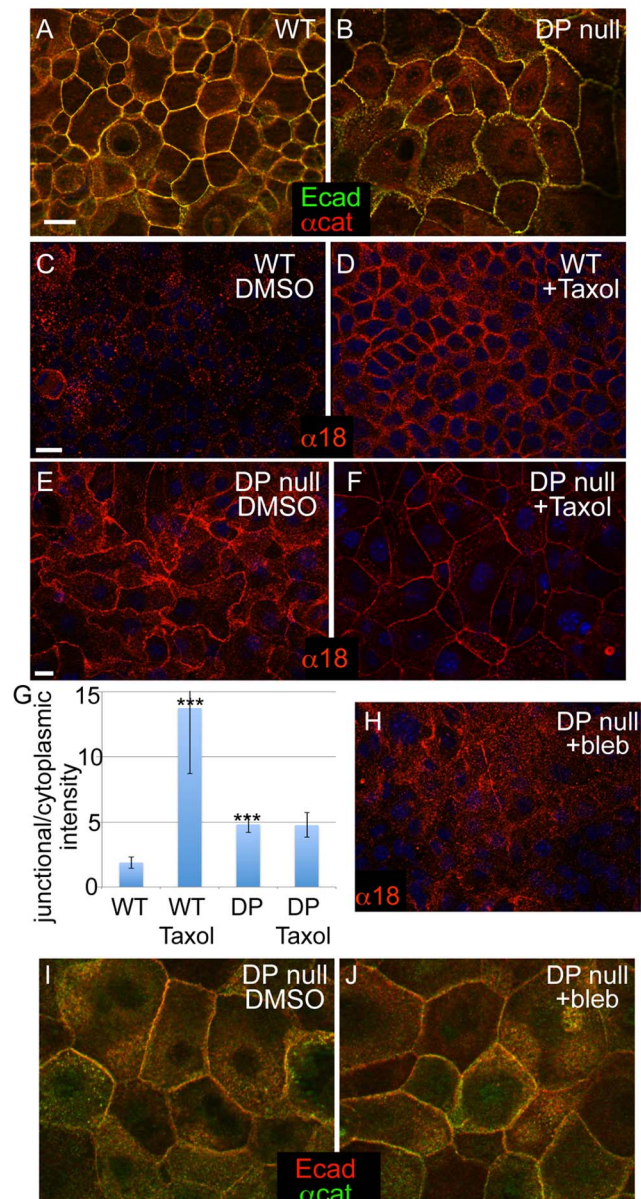 A WT
B DP null
Ecad
αcat
C WT
DMSO
D WT
+Taxol
α18
E DP null
DMSO
F DP null
+Taxol
α18
G
junctional/cytoplasmic
intensity
15
10
5
0
***
***
WT
WT
Taxol
DP
DP
Taxol
H DP null
+bleb
α18
I DP null
DMSO
J DP null
+bleb
Ecad
αcat